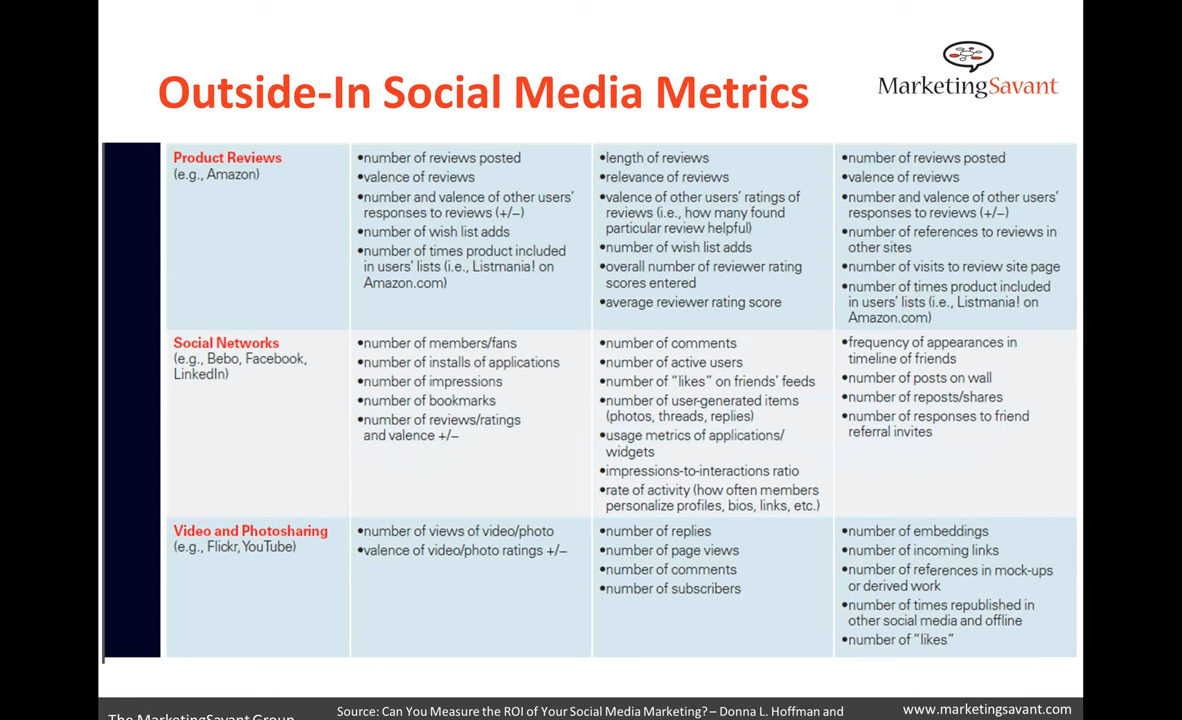 Outside-In Social Media Metrics
MarketingSavant
Product Reviews
(e.g., Amazon)
•number of reviews posted
•valence of reviews
•number and valence of other users’
responses to reviews (+/–)
•number of wish list adds
•number of times product included
in users’ lists (i.e., Listmania! on
Amazon.com)
•length of reviews
•relevance of reviews
•valence of other users’ ratings of
reviews (i.e., how many found
particular review helpful)
•number of wish list adds
•overall number of reviewer rating
scores entered
•average reviewer rating score
•number of reviews posted
•valence of reviews
•number and valence of other users’
responses to reviews (+/–)
•number of references to reviews in
other sites
•number of visits to review site page
•number of times product included
in users’ lists (i.e., Listmania! on
Amazon.com)
Social Networks
(e.g., Bebo, Facebook,
LinkedIn)
•number of members/fans
•number of installs of applications
•number of impressions
•number of bookmarks
•number of reviews/ratings
and valence +/–
•number of comments
•number of active users
•number of “likes” on friends’ feeds
•number of user-generated items
(photos, threads, replies)
•usage metrics of applications/
widgets
•impressions-to-interactions ratio
•rate of activity (how often members
personalize profiles, bios, links, etc.)
•frequency of appearances in
timeline of friends
•number of posts on wall
•number of reposts/shares
•number of responses to friend
referral invites
Video and Photosharing
(e.g., Flickr, YouTube)
•number of views of video/photo
•valence of video/photo ratings +/–
•number of replies
•number of page views
•number of comments
•number of subscribers
•number of embeddings
•number of incoming links
•number of references in mock-ups
or derived work
•number of times republished in
other social media and offline
•number of “likes”
The MarketingSavant Group
Source: Can You Measure the ROI of Your Social Media Marketing? – Donna L. Hoffman and
www.marketingsavant.com